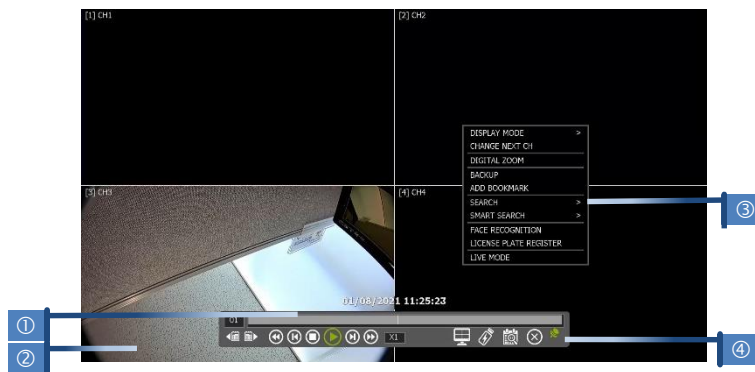 [1] CH1
[2] CH2
DISPLAY MODE >
CHANGE NEXT CH
DIGITAL ZOOM
BACKUP
ADD BOOKMARK
[3] CH3
[4] CH4
SEARCH >
SMART SEARCH >
③
FACE RECOGNITION
LICENSE PLATE REGISTER
LIVE MODE
01/08/2021 11:25:23
①
01
X1
②
④